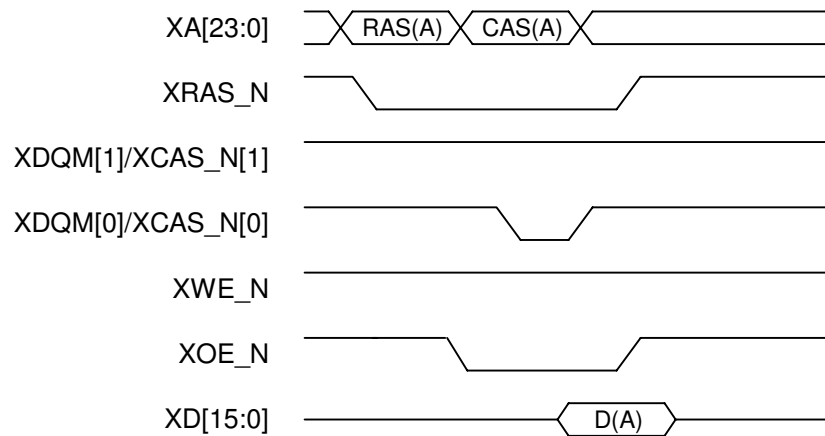 XA[23:0] RAS(A) CAS(A)
XRAS_N
XDQM[1]/XCAS_N[1]
XDQM[0]/XCAS_N[0]
XWE_N
XOE_N
XD[15:0] D(A)